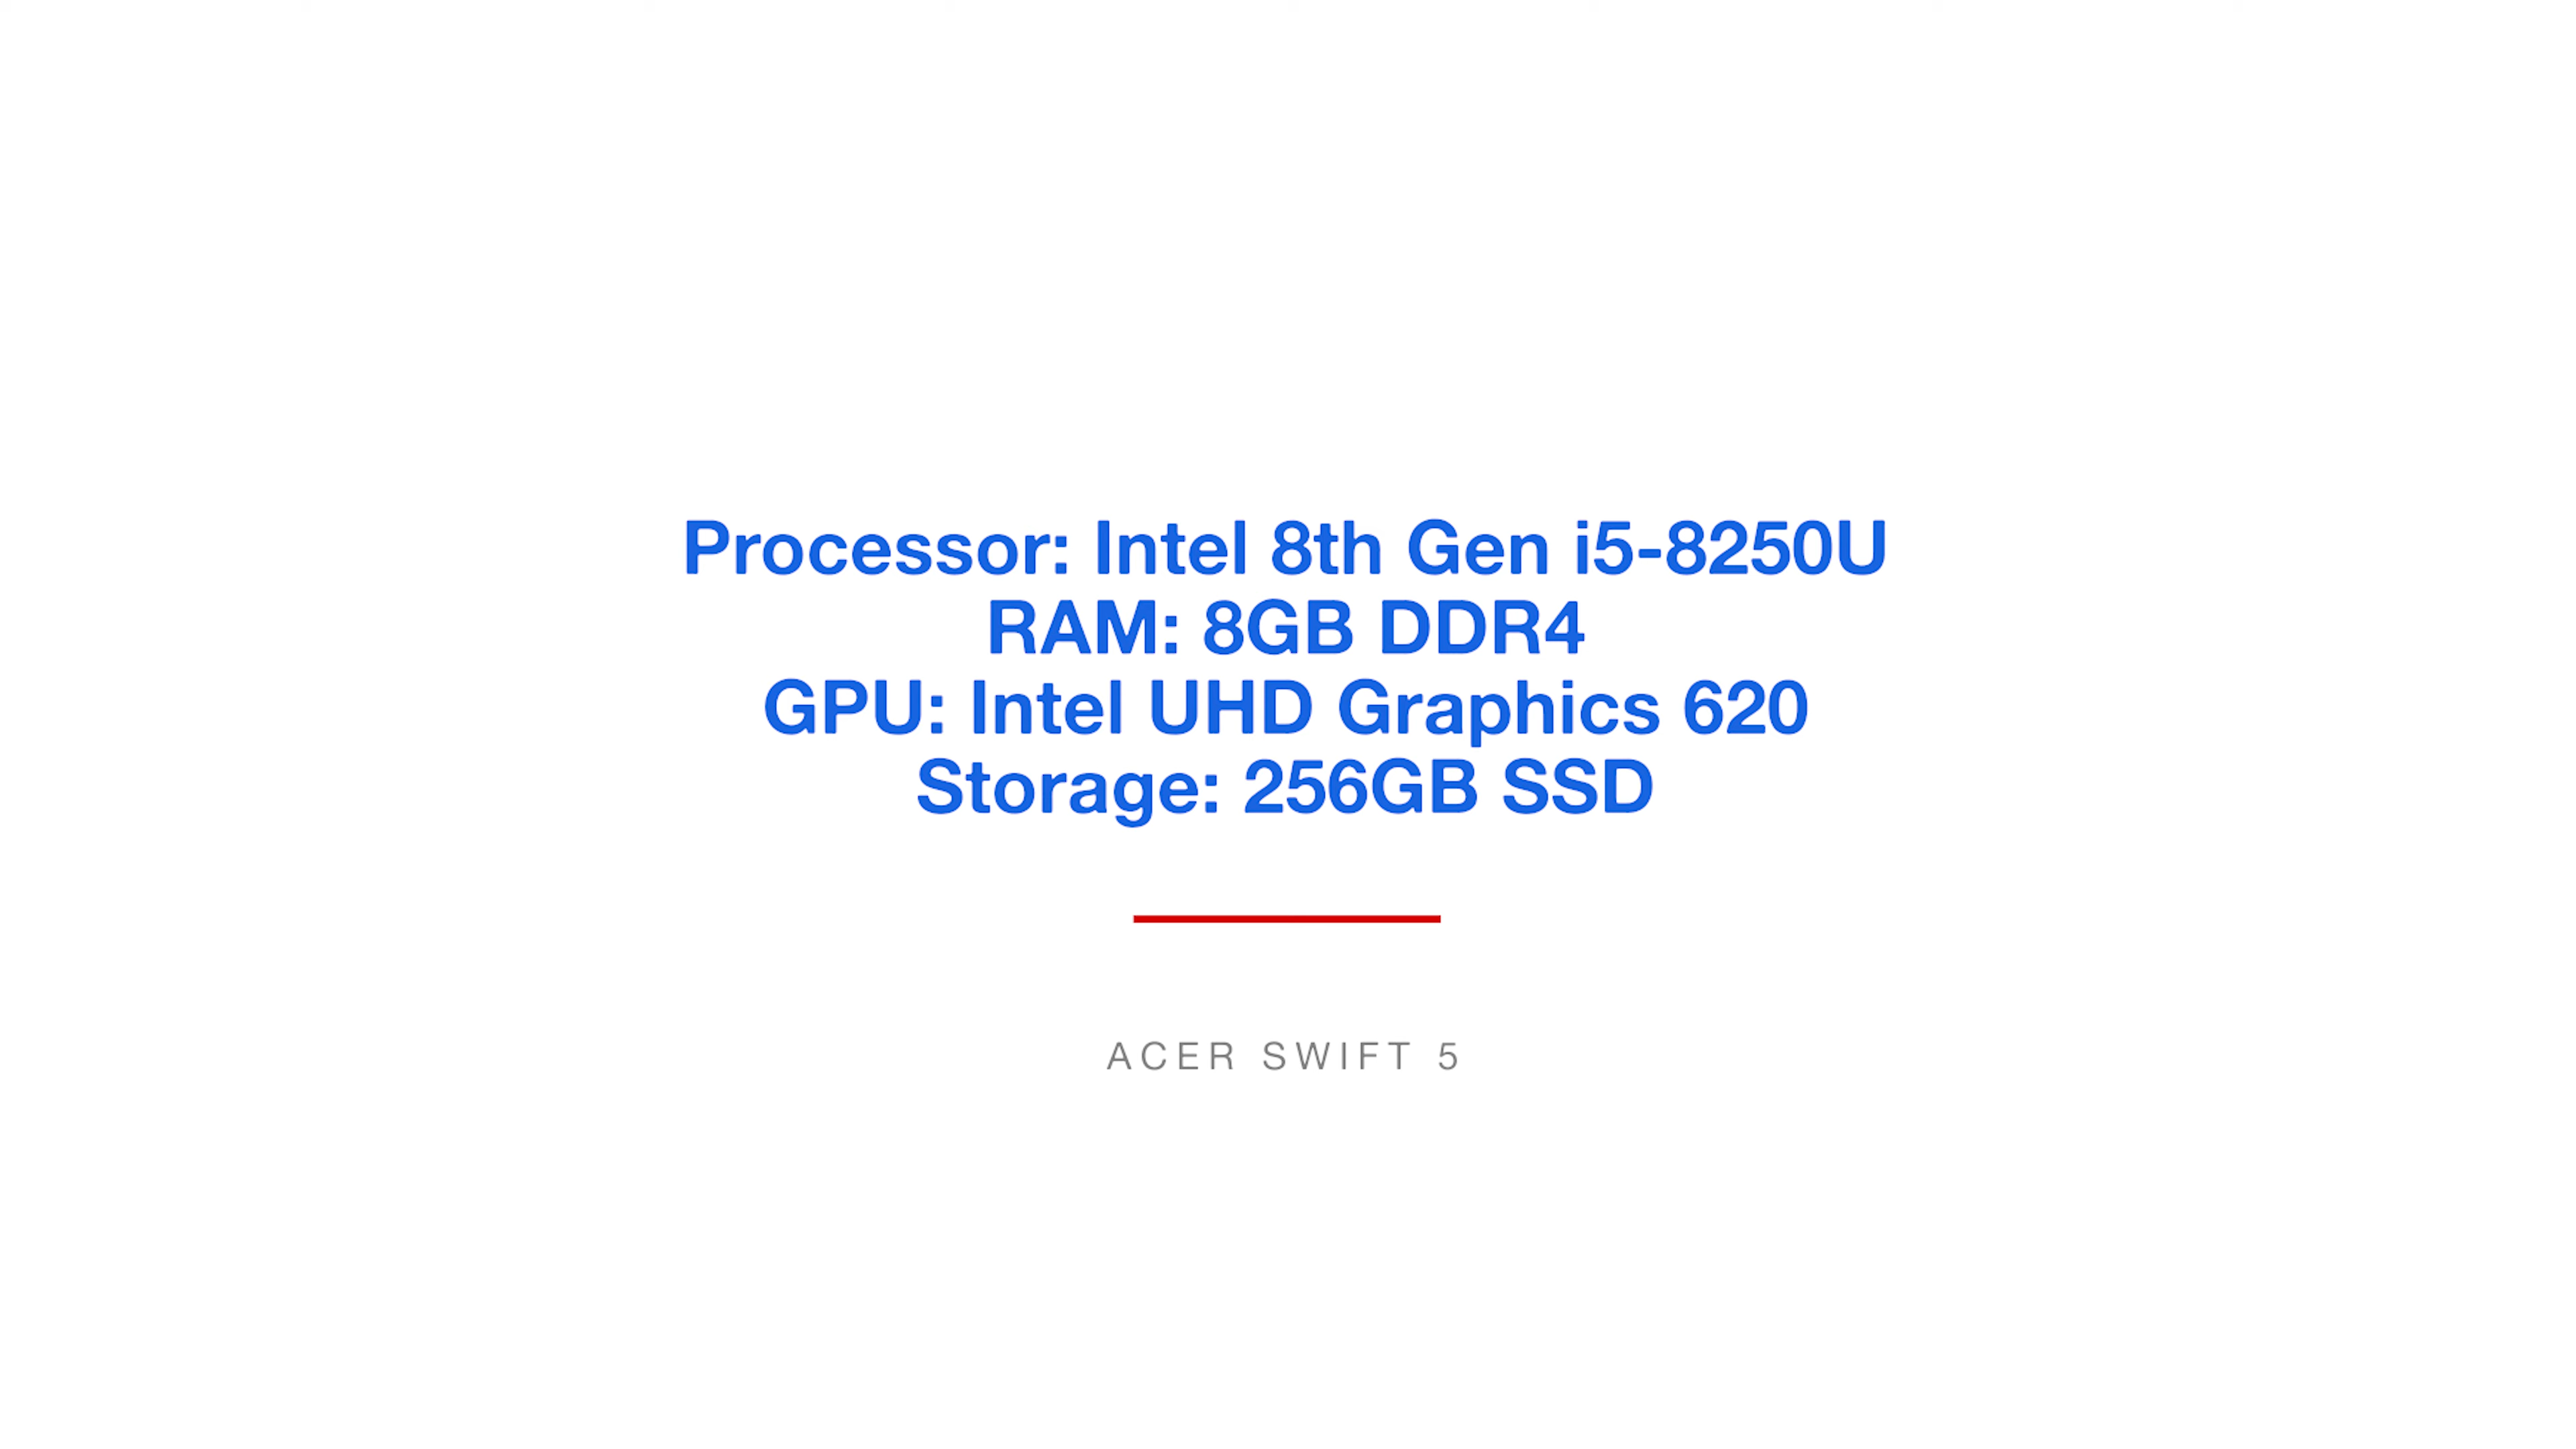 Processor: Intel 8th Gen i5-8250U
RAM: 8GB DDR4
GPU: Intel UHD Graphics 620
Storage: 256GB SSD
ACER SWIFT 5